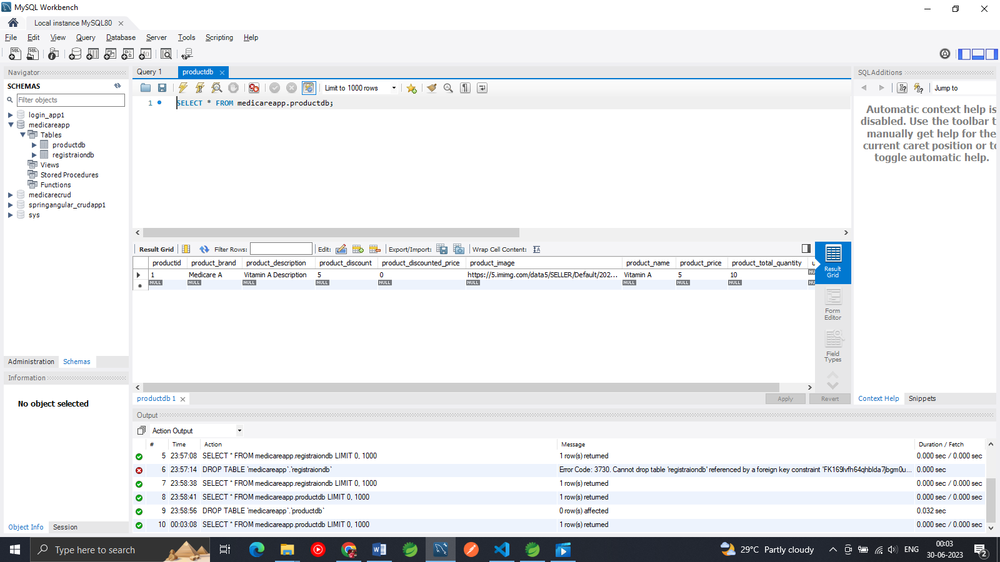 MySQL Workbench
Local instance MySQL80
File Edit View Query Database Server Tools Scripting Help
Navigator
SCHEMAS
Filter objects
login_app1
medicareapp
Tables
productdb
registraiondb
Views
Stored Procedures
Functions
medicarecrud
springangular_crudapp1
sys
Administration Schemas
Information
No object selected
Object Info Session
Query 1 productdb
Limit to 1000 rows
1 SELECT * FROM medicareapp.productdb;
Result Grid Filter Rows: Edit: Export/Import: Wrap Cell Content:
productid product_brand product_description product_discount product_discounted_price product_image product_name product_price product_total_quantity u
1 Medicare A Vitamin A Description 5 0 https://5.imimg.com/data5/SELLER/Default/202... Vitamin A 5 10 NU
NULL NULL NULL NULL NULL NULL NULL NULL NULL NU
Result Grid
Form Editor
Field Types
productdb 1
Apply Revert
SQLAdditions
Jump to
Automatic context help is
disabled. Use the toolbar t
manually get help for the
current caret position or to
toggle automatic help.
Context Help Snippets
Output
Action Output
# Time Action Message Duration / Fetch
5 23:57:08 SELECT * FROM medicareapp.registraiondb LIMIT 0, 1000 1 row(s) returned 0.000 sec / 0.000 sec
6 23:57:14 DROP TABLE `medicareapp`.`registraiondb` Error Code: 3730. Cannot drop table 'registraiondb' referenced by a foreign key constraint 0.000 sec
7 23:58:38 SELECT * FROM medicareapp.registraiondb LIMIT 0, 1000 1 row(s) returned 0.000 sec / 0.000 sec
8 23:58:41 SELECT * FROM medicareapp.productdb LIMIT 0, 1000 1 row(s) returned 0.000 sec / 0.000 sec
9 23:58:56 DROP TABLE `medicareapp`.`productdb` 0 row(s) affected 0.032 sec
10 00:03:08 SELECT * FROM medicareapp.productdb LIMIT 0, 1000 1 row(s) returned 0.000 sec / 0.000 sec
Type here to search
29°C Partly cloudy
ENG
00:03
30-06-2023
2